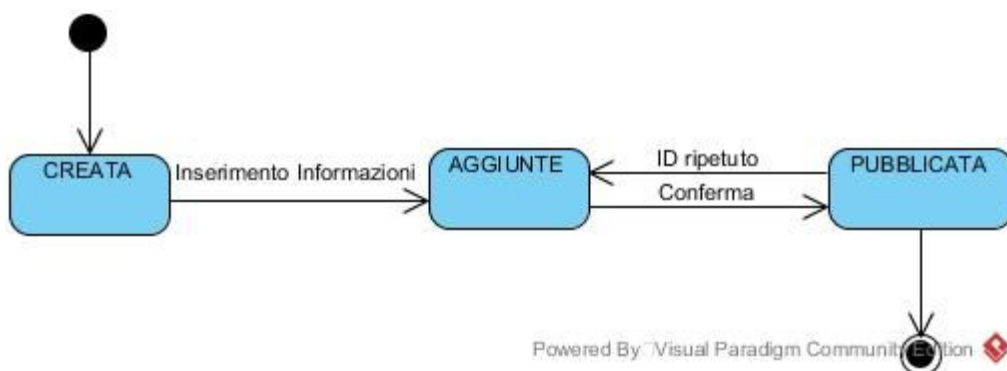 CREATA
Inserimento Informazioni
AGGIUNTE
ID ripetuto
Conferma
PUBBLICATA
Powered By Visual Paradigm Community Edition